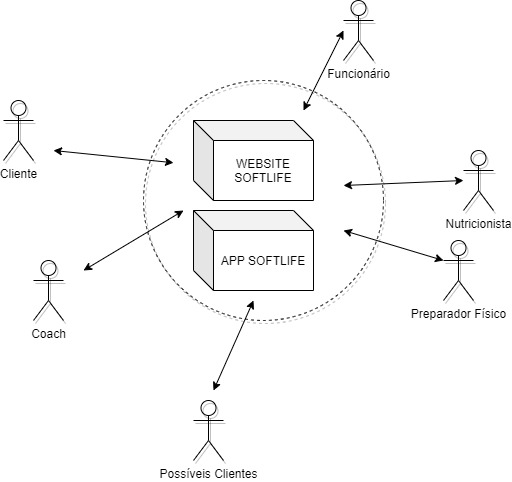 Funcionário
Cliente
WEBSITE
SOFTLIFE
Nutricionista
APP SOFTLIFE
Preparador Físico
Coach
Possíveis Clientes